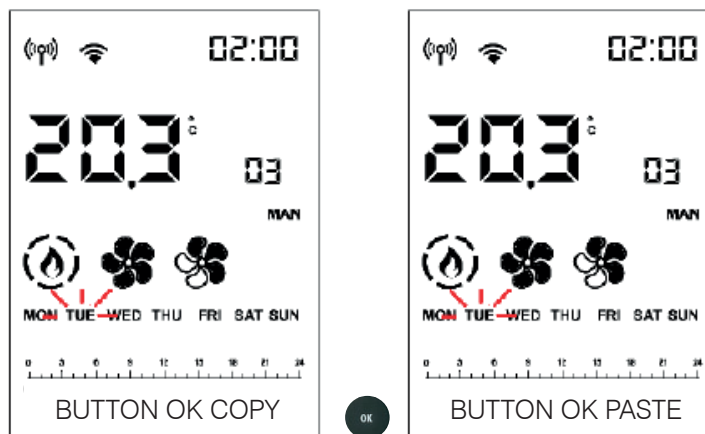 02:00
20,3 °C
03
MAN
MON TUE WED THU FRI SAT SUN
0 3 6 9 12 15 18 21 24
BUTTON OK COPY
OK
02:00
20,3 °C
03
MAN
MON TUE WED THU FRI SAT SUN
0 3 6 9 12 15 18 21 24
BUTTON OK PASTE